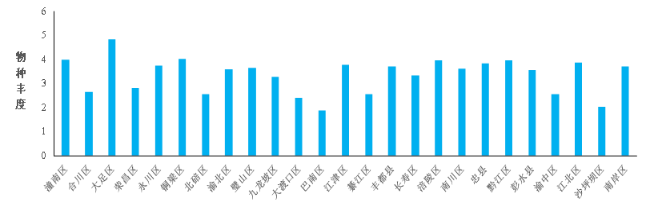 物种丰度
6
5
4
3
2
1
0
潼南区
合川区
大足区
荣昌区
永川区
铜梁区
北碚区
渝北区
璧山区
九龙坡区
大渡口区
巴南区
江津区
綦江区
丰都县
长寿区
涪陵区
南川区
忠县
黔江区
彭水县
渝中区
江北区
沙坪坝区
南岸区